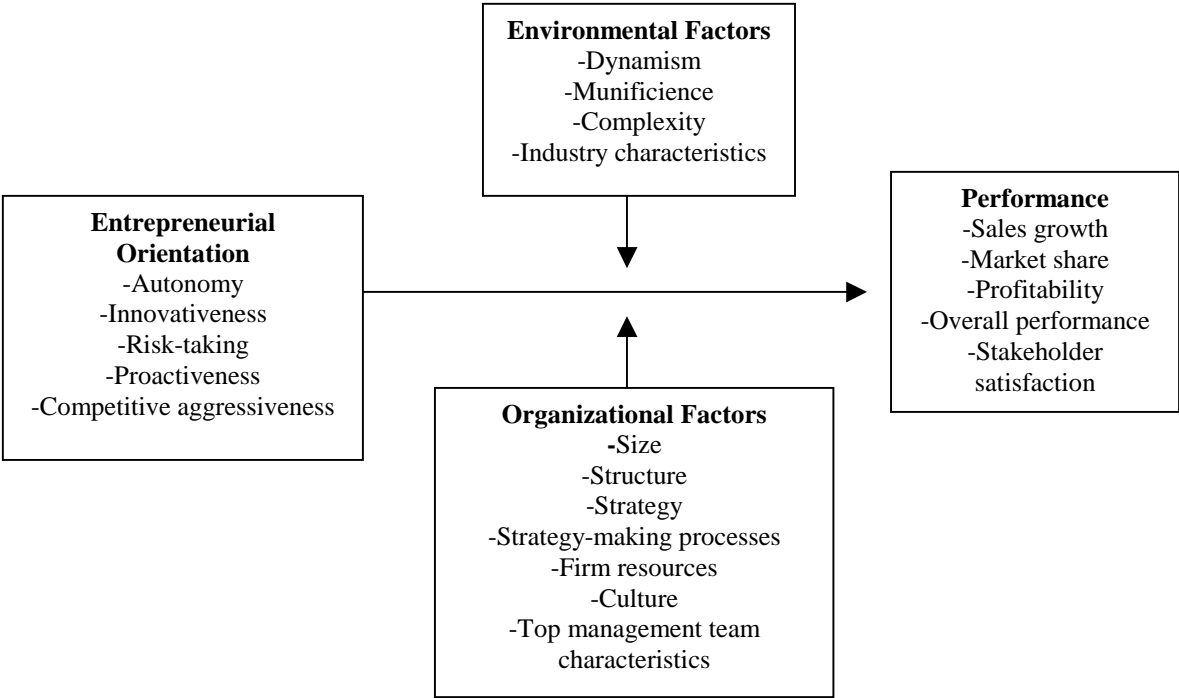 Environmental Factors
-Dynamism
-Munificience
-Complexity
-Industry characteristics
Entrepreneurial
Orientation
-Autonomy
-Innovativeness
-Risk-taking
-Proactiveness
-Competitive aggressiveness
Performance
-Sales growth
-Market share
-Profitability
-Overall performance
-Stakeholder
satisfaction
Organizational Factors
-Size
-Structure
-Strategy
-Strategy-making processes
-Firm resources
-Culture
-Top management team
characteristics